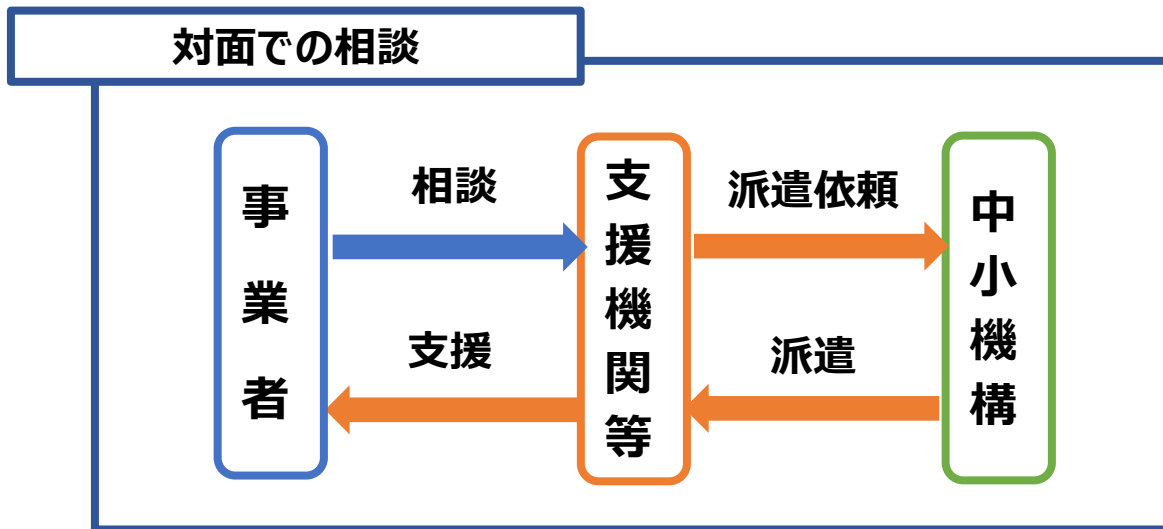 対面での相談
事業者
相談
支援
支援機関等
派遣依頼
派遣
中小機構